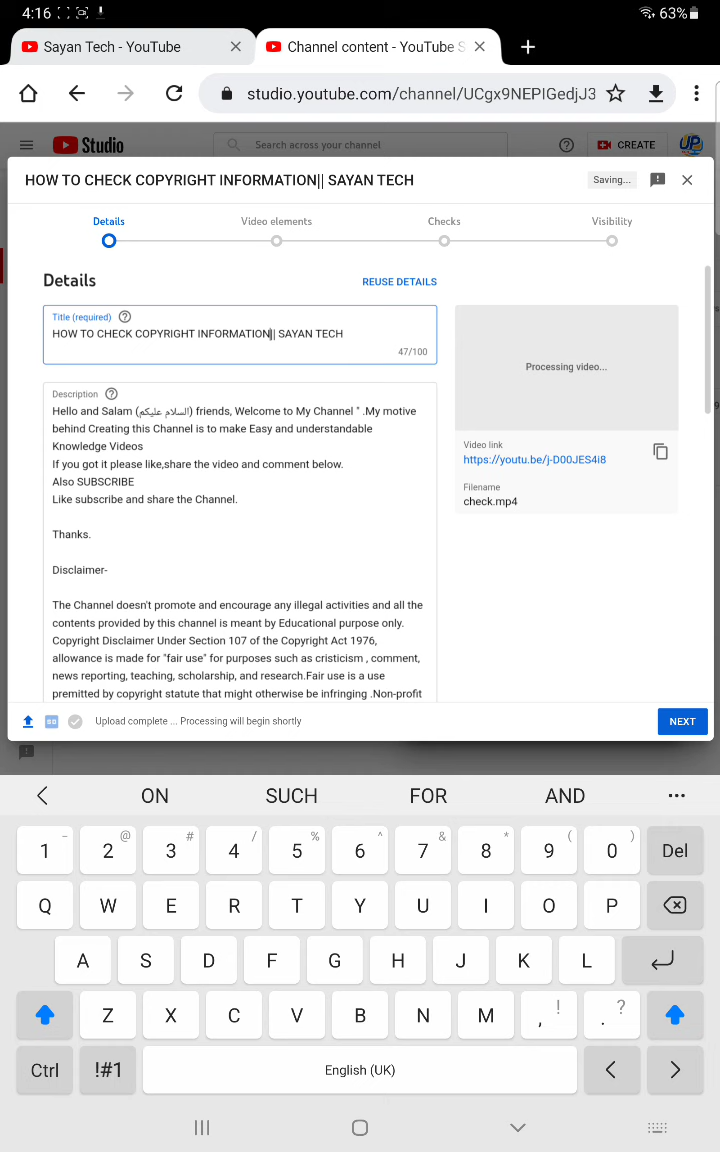 4:16
63%
Sayan Tech - YouTube
Channel content - YouTube S
studio.youtube.com/channel/UCgx9NEPIGedjJ3
Studio
Search across your channel
CREATE
HOW TO CHECK COPYRIGHT INFORMATION|| SAYAN TECH
Saving...
Details
Video elements
Checks
Visibility
Details
REUSE DETAILS
Title (required)
HOW TO CHECK COPYRIGHT INFORMATION|| SAYAN TECH
47/100
Processing video...
Description
Hello and Salam (السلام عليكم) friends, Welcome to My Channel " .My motive
behind Creating this Channel is to make Easy and understandable
Knowledge Videos
If you got it please like,share the video and comment below.
Also SUBSCRIBE
Like subscribe and share the Channel.
Video link
https://youtu.be/j-D00JES4i8
Filename
check.mp4
Thanks.
Disclaimer-
The Channel doesn't promote and encourage any illegal activities and all the
contents provided by this channel is meant by Educational purpose only.
Copyright Disclaimer Under Section 107 of the Copyright Act 1976,
allowance is made for "fair use" for purposes such as cristicism , comment,
news reporting, teaching, scholarship, and research.Fair use is a use
premitted by copyright statute that might otherwise be infringing .Non-profit
Upload complete ... Processing will begin shortly
NEXT
ON SUCH FOR AND
1 2 3 4 5 6 7 8 9 0 Del
Q W E R T Y U I O P
A S D F G H J K L
Z X C V B N M , ! . ?
Ctrl !#1 English (UK) < >